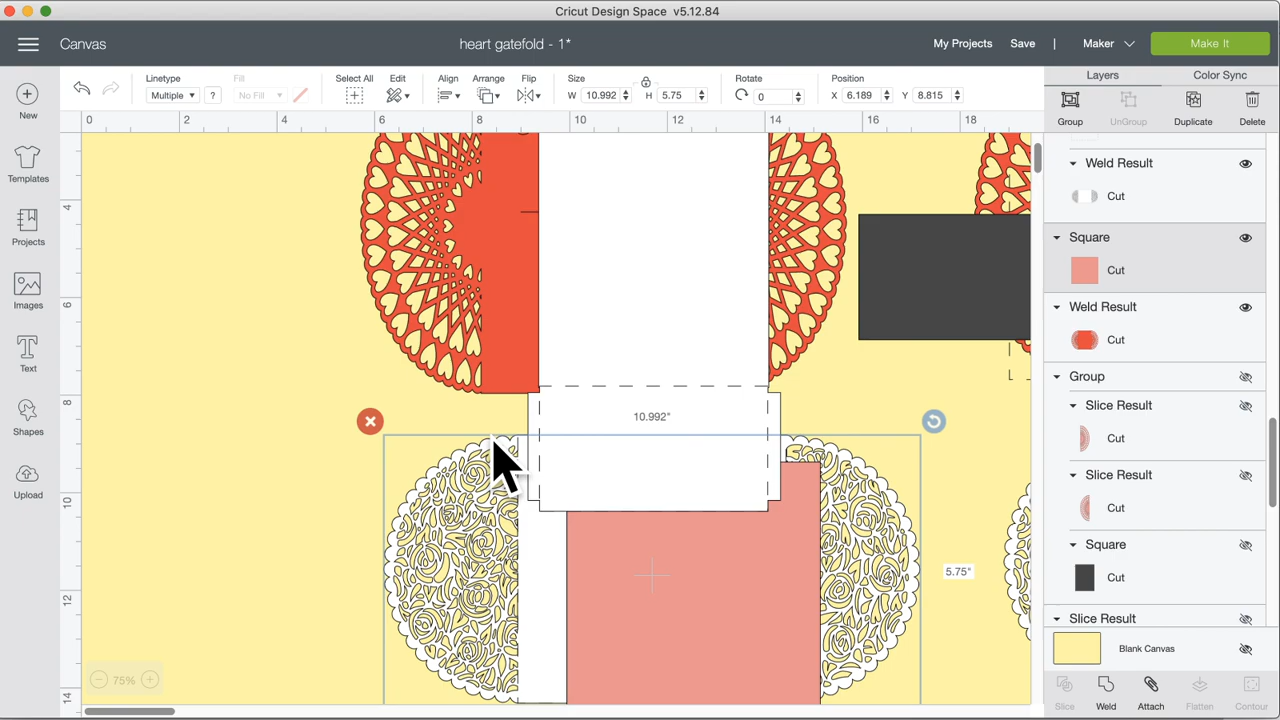 Cricut Design Space v5.12.84
Canvas
heart gatefold - 1*
My Projects
Save
|
Maker
Make It
Linetype
Multiple
?
Fill
No Fill
Select All
Edit
Align
Arrange
Flip
Size
W 10.992
H 5.75
Rotate
0
Position
X 6.189
Y 8.815
Layers
Color Sync
Group
UnGroup
Duplicate
Delete
New
Templates
Projects
Images
Text
Shapes
Upload
0 2 4 6 8 10 12 14 16 18
4
6
8
10
12
14
10.992"
5.75"
75%
Weld Result
Cut
Square
Cut
Weld Result
Cut
Group
Slice Result
Cut
Slice Result
Cut
Square
Cut
Slice Result
Blank Canvas
Slice
Weld
Attach
Flatten
Contour